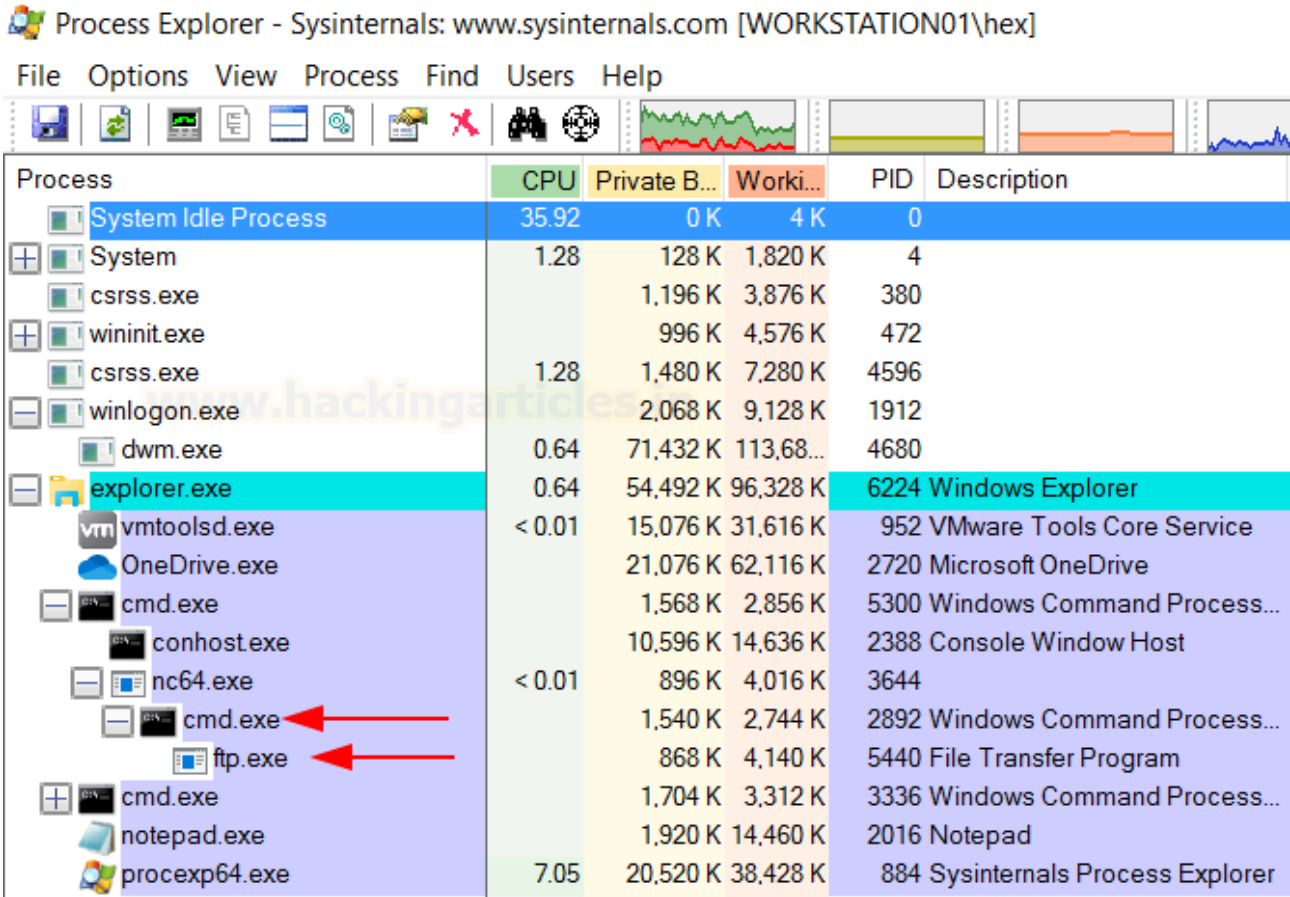 Process Explorer - Sysinternals: www.sysinternals.com [WORKSTATION01\hex]
File Options View Process Find Users Help
Process CPU Private B... Worki... PID Description
System Idle Process 35.92 0 K 4 K 0
System 1.28 128 K 1,820 K 4
csrss.exe 1,196 K 3,876 K 380
wininit.exe 996 K 4,576 K 472
csrss.exe 1.28 1,480 K 7,280 K 4596
www.hackingarticles.in
winlogon.exe 2,068 K 9,128 K 1912
dwm.exe 0.64 71,432 K 113,68... 4680
explorer.exe 0.64 54,492 K 96,328 K 6224 Windows Explorer
vm vmtoolsd.exe < 0.01 15,076 K 31,616 K 952 VMware Tools Core Service
OneDrive.exe 21,076 K 62,116 K 2720 Microsoft OneDrive
cmd.exe 1,568 K 2,856 K 5300 Windows Command Process...
conhost.exe 10,596 K 14,636 K 2388 Console Window Host
nc64.exe < 0.01 896 K 4,016 K 3644
cmd.exe 1,540 K 2,744 K 2892 Windows Command Process...
ftp.exe 868 K 4,140 K 5440 File Transfer Program
cmd.exe 1,704 K 3,312 K 3336 Windows Command Process...
notepad.exe 1,920 K 14,460 K 2016 Notepad
procexp64.exe 7.05 20,520 K 38,428 K 884 Sysinternals Process Explorer